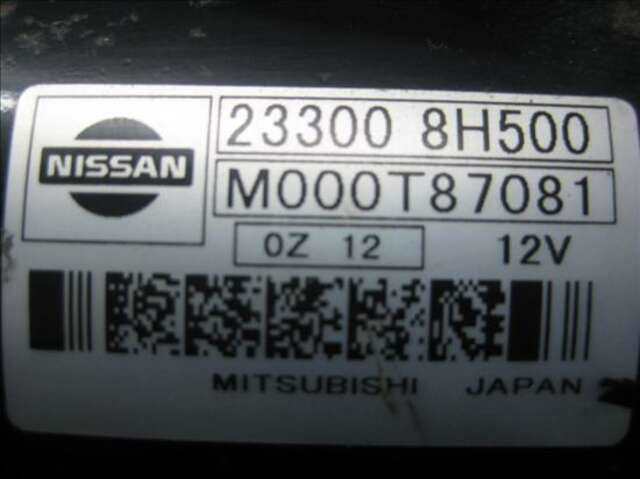 NISSAN
23300 8H500
M000T87081
0Z 12 12V
MITSUBISHI JAPAN